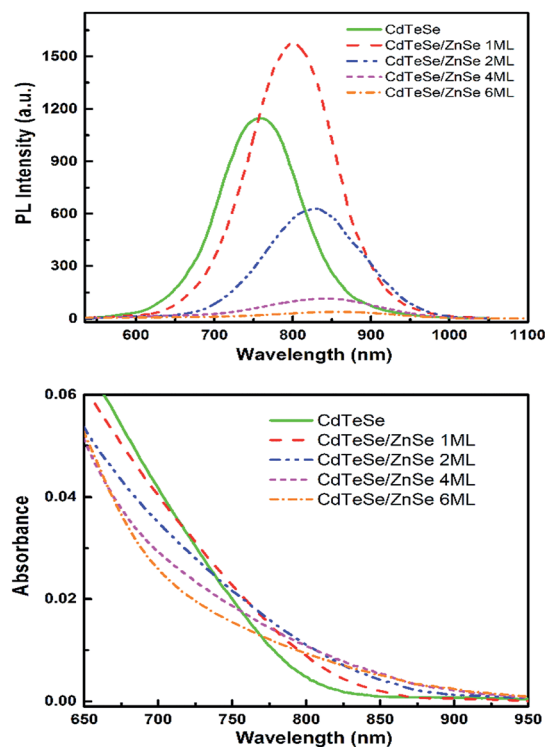 PL Intensity (a.u.)
1500
1200
900
600
300
0
CdTeSe
CdTeSe/ZnSe 1ML
CdTeSe/ZnSe 2ML
CdTeSe/ZnSe 4ML
CdTeSe/ZnSe 6ML
600 700 800 900 1000 1100
Wavelength (nm)
Absorbance
0.06
0.04
0.02
0.00
CdTeSe
CdTeSe/ZnSe 1ML
CdTeSe/ZnSe 2ML
CdTeSe/ZnSe 4ML
CdTeSe/ZnSe 6ML
650 700 750 800 850 900 950
Wavelength (nm)